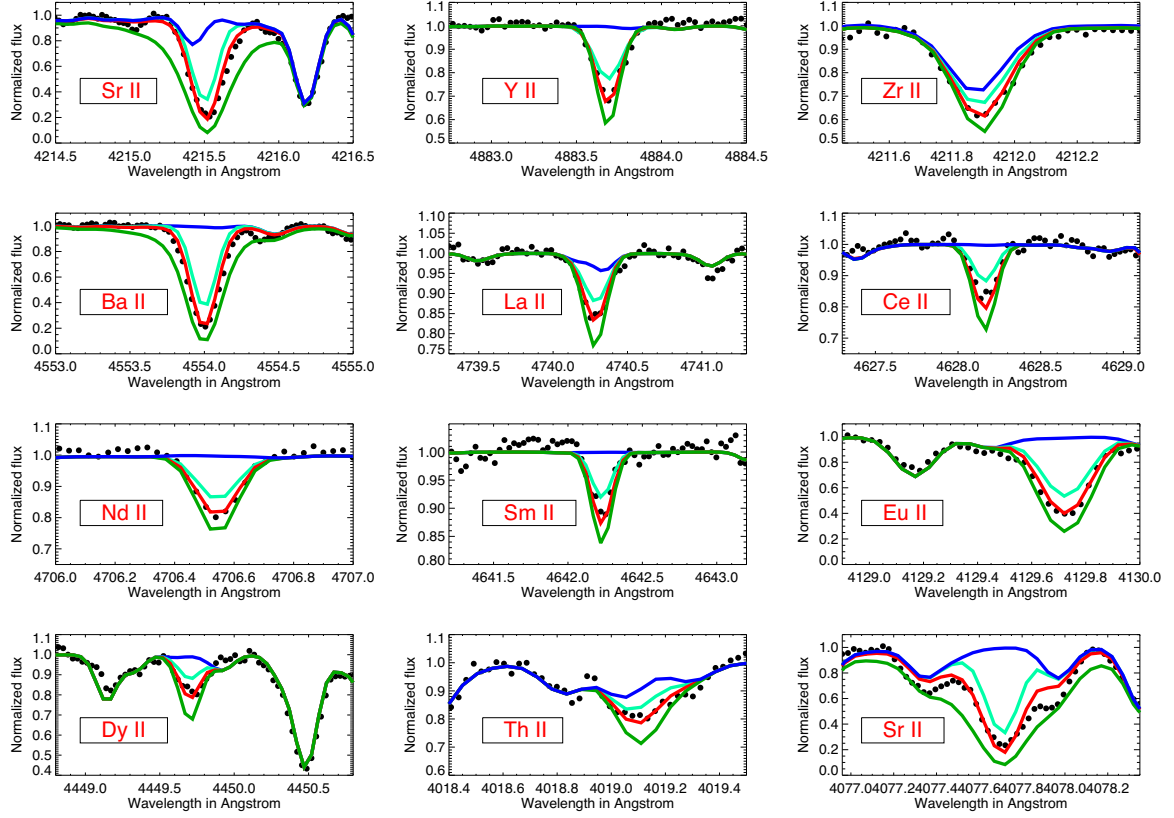 Normalized flux
1.0
0.8
0.6
0.4
0.2
0.0
Sr II
4214.5 4215.0 4215.5 4216.0 4216.5
Wavelength in Angstrom
Normalized flux
1.1
1.0
0.9
0.8
0.7
0.6
0.5
Y II
4883.0 4883.5 4884.0 4884.5
Wavelength in Angstrom
Normalized flux
1.1
1.0
0.9
0.8
0.7
0.6
0.5
Zr II
4211.6 4211.8 4212.0 4212.2
Wavelength in Angstrom
Normalized flux
1.0
0.8
0.6
0.4
0.2
0.0
Ba II
4553.0 4553.5 4554.0 4554.5 4555.0
Wavelength in Angstrom
Normalized flux
1.10
1.05
1.00
0.95
0.90
0.85
0.80
0.75
La II
4739.5 4740.0 4740.5 4741.0
Wavelength in Angstrom
Normalized flux
1.1
1.0
0.9
0.8
0.7
Ce II
4627.5 4628.0 4628.5 4629.0
Wavelength in Angstrom
Normalized flux
1.1
1.0
0.9
0.8
0.7
Nd II
4706.0 4706.2 4706.4 4706.6 4706.8 4707.0
Wavelength in Angstrom
Normalized flux
1.05
1.00
0.95
0.90
0.85
0.80
Sm II
4641.5 4642.0 4642.5 4643.0
Wavelength in Angstrom
Normalized flux
1.0
0.8
0.6
0.4
0.2
0.0
Eu II
4129.0 4129.2 4129.4 4129.6 4129.8 4130.0
Wavelength in Angstrom
Normalized flux
1.1
1.0
0.9
0.8
0.7
0.6
0.5
0.4
Dy II
4449.0 4449.5 4450.0 4450.5
Wavelength in Angstrom
Normalized flux
1.1
1.0
0.9
0.8
0.7
0.6
Th II
4018.4 4018.6 4018.8 4019.0 4019.2 4019.4
Wavelength in Angstrom
Normalized flux
1.0
0.8
0.6
0.4
0.2
0.0
Sr II
4077.04077.24077.44077.64077.84078.04078.2
Wavelength in Angstrom